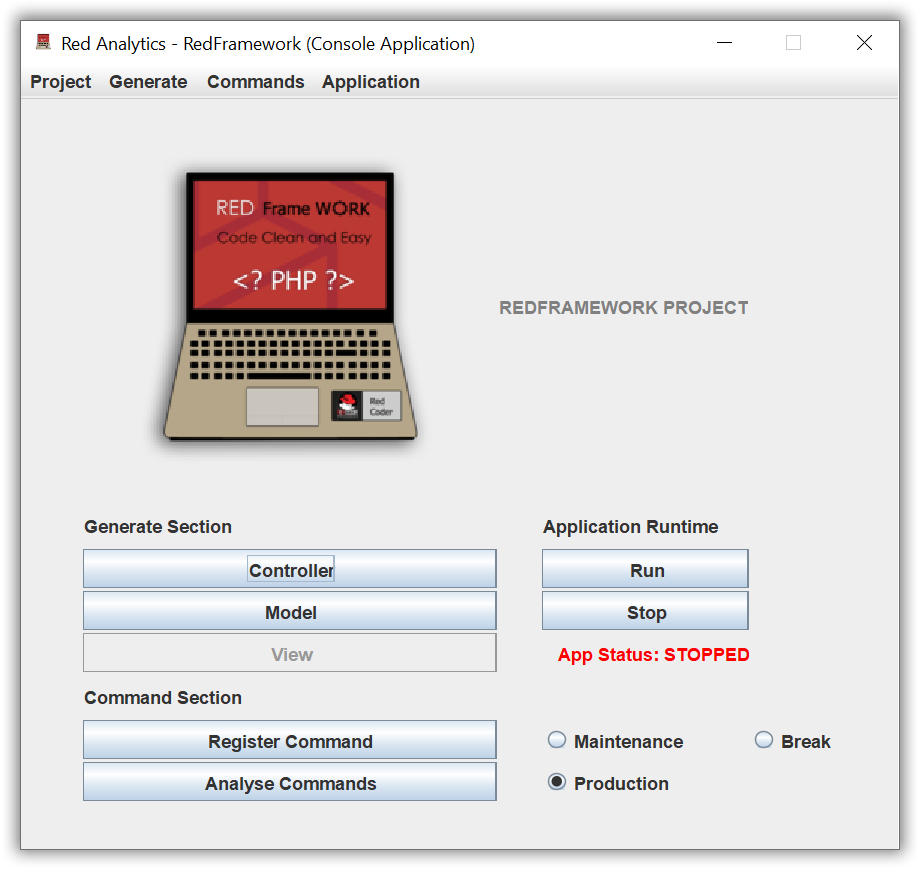 Red Analytics - RedFramework (Console Application)
Project Generate Commands Application
RED Frame WORK
Code Clean and Easy
<? PHP ?>
REDFRAMEWORK PROJECT
Red
Coder
Generate Section
Controller
Model
View
Application Runtime
Run
Stop
App Status: STOPPED
Command Section
Register Command
Analyse Commands
Maintenance
Break
Production